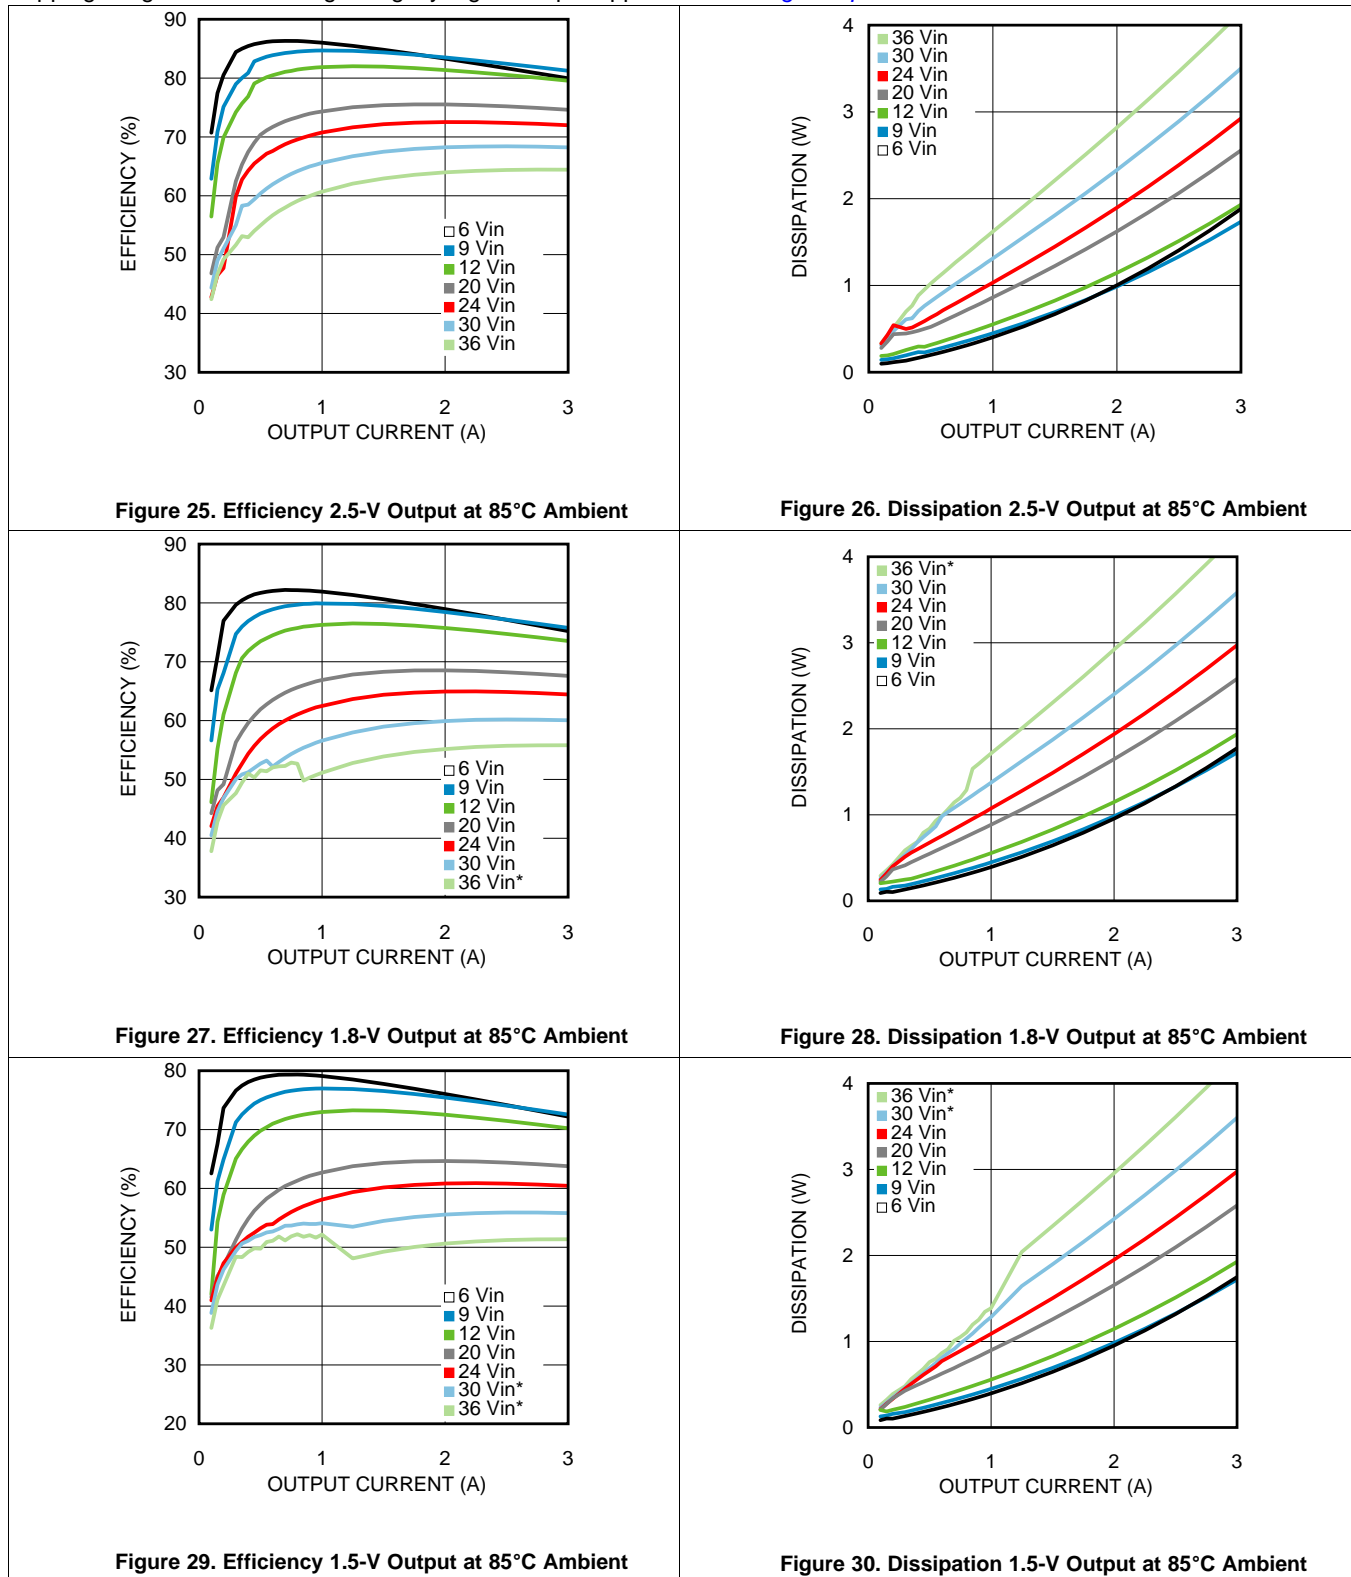 90
80
70
60
50
40
30
EFFICIENCY (%)
6 Vin
9 Vin
12 Vin
20 Vin
24 Vin
30 Vin
36 Vin
0 1 2 3
OUTPUT CURRENT (A)
Figure 25. Efficiency 2.5-V Output at 85°C Ambient
4
3
2
1
0
DISSIPATION (W)
36 Vin
30 Vin
24 Vin
20 Vin
12 Vin
9 Vin
6 Vin
0 1 2 3
OUTPUT CURRENT (A)
Figure 26. Dissipation 2.5-V Output at 85°C Ambient
90
80
70
60
50
40
30
EFFICIENCY (%)
6 Vin
9 Vin
12 Vin
20 Vin
24 Vin
30 Vin
36 Vin*
0 1 2 3
OUTPUT CURRENT (A)
Figure 27. Efficiency 1.8-V Output at 85°C Ambient
4
3
2
1
0
DISSIPATION (W)
36 Vin*
30 Vin
24 Vin
20 Vin
12 Vin
9 Vin
6 Vin
0 1 2 3
OUTPUT CURRENT (A)
Figure 28. Dissipation 1.8-V Output at 85°C Ambient
80
70
60
50
40
30
20
EFFICIENCY (%)
6 Vin
9 Vin
12 Vin
20 Vin
24 Vin
30 Vin*
36 Vin*
0 1 2 3
OUTPUT CURRENT (A)
Figure 29. Efficiency 1.5-V Output at 85°C Ambient
4
3
2
1
0
DISSIPATION (W)
36 Vin*
30 Vin*
24 Vin
20 Vin
12 Vin
9 Vin
6 Vin
0 1 2 3
OUTPUT CURRENT (A)
Figure 30. Dissipation 1.5-V Output at 85°C Ambient